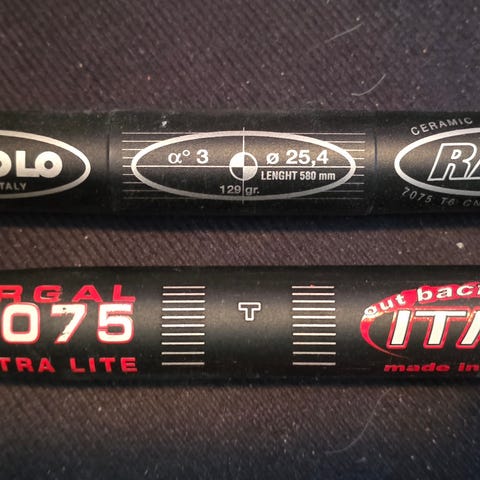 OLO
ITALY
α° 3
ø 25,4
LENGHT 580 mm
129 gr.
CERAMIC
7075 T6 CN
RGAL
075
TRA LITE
T
out bac
ITA
made in